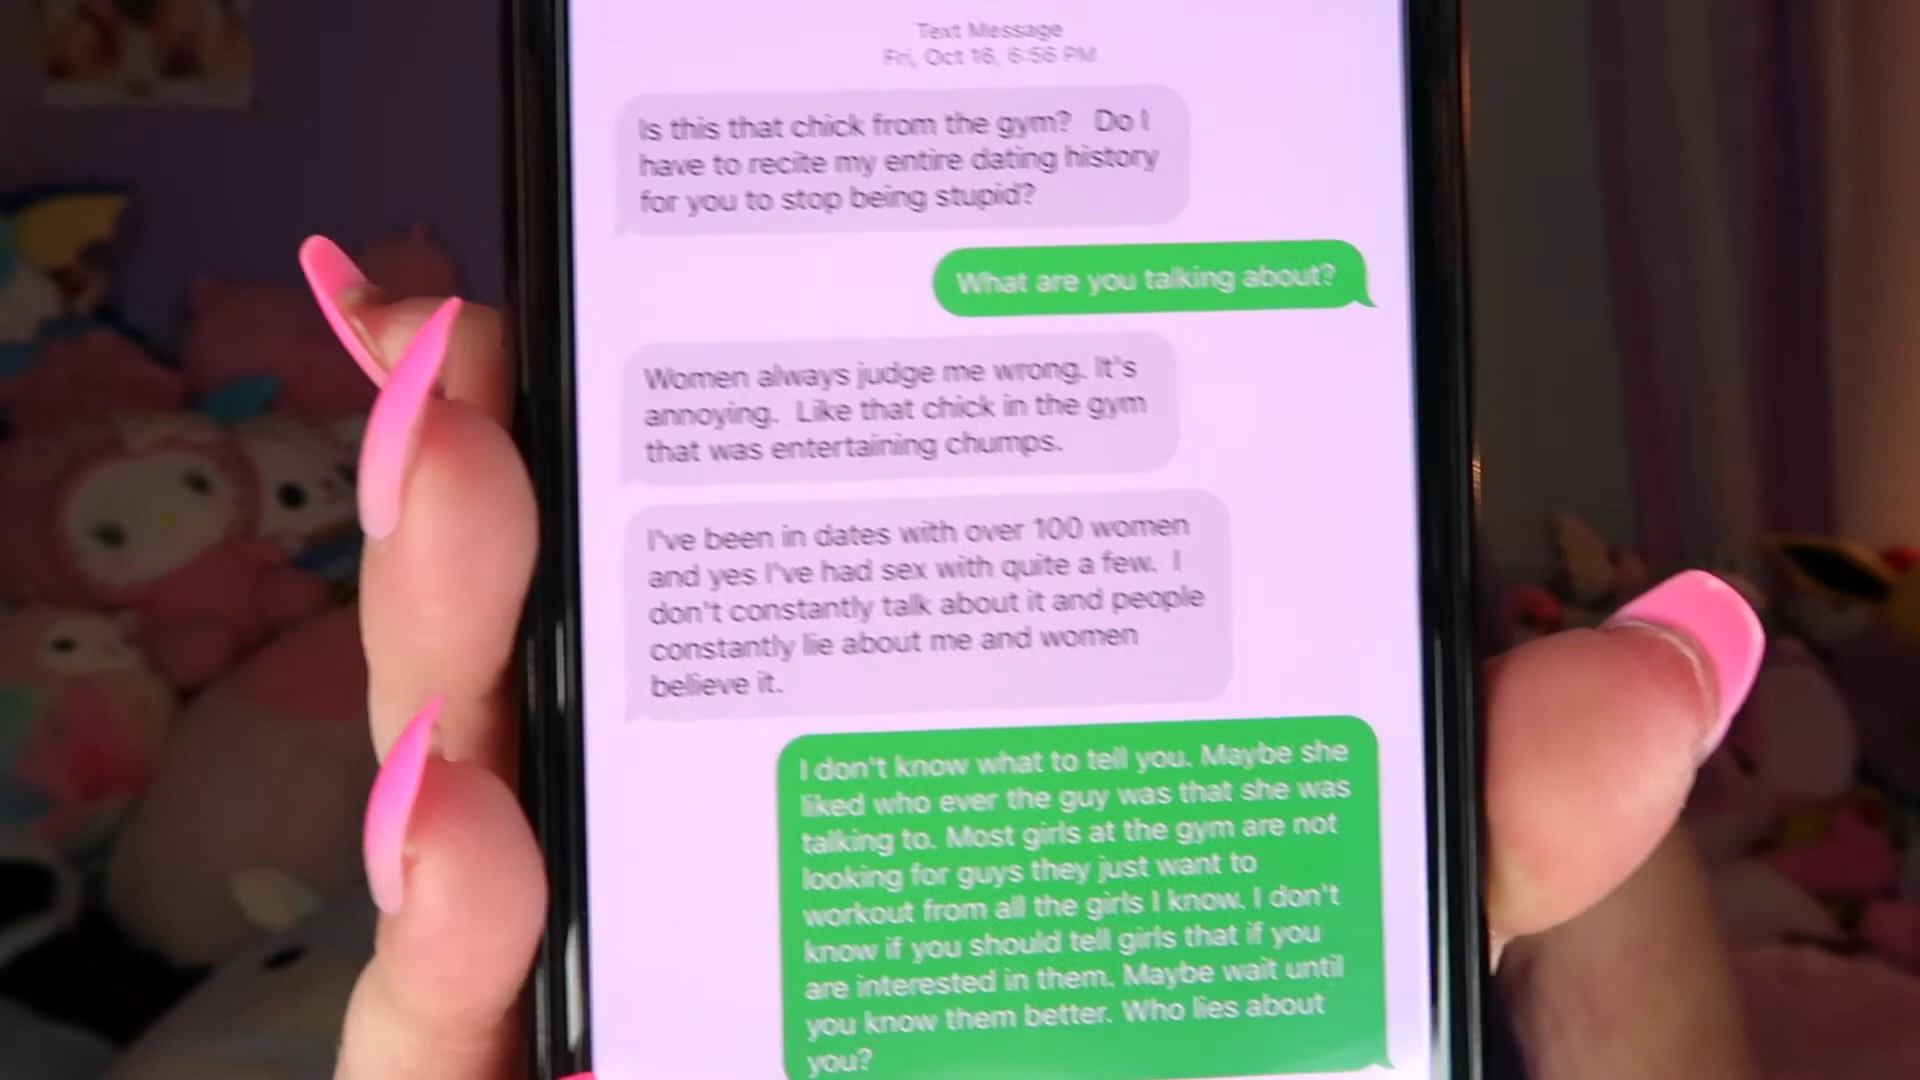 Text Message
Fri, Oct 16, 6:56 PM
Is this that chick from the gym? Do I
have to recite my entire dating history
for you to stop being stupid?
What are you talking about?
Women always judge me wrong. It's
annoying. Like that chick in the gym
that was entertaining chumps.
I've been in dates with over 100 women
and yes I've had sex with quite a few. I
don't constantly talk about it and people
constantly lie about me and women
believe it.
I don't know what to tell you. Maybe she
liked who ever the guy was that she was
talking to. Most girls at the gym are not
looking for guys they just want to
workout from all the girls I know. I don't
know if you should tell girls that if you
are interested in them. Maybe wait until
you know them better. Who lies about
you?